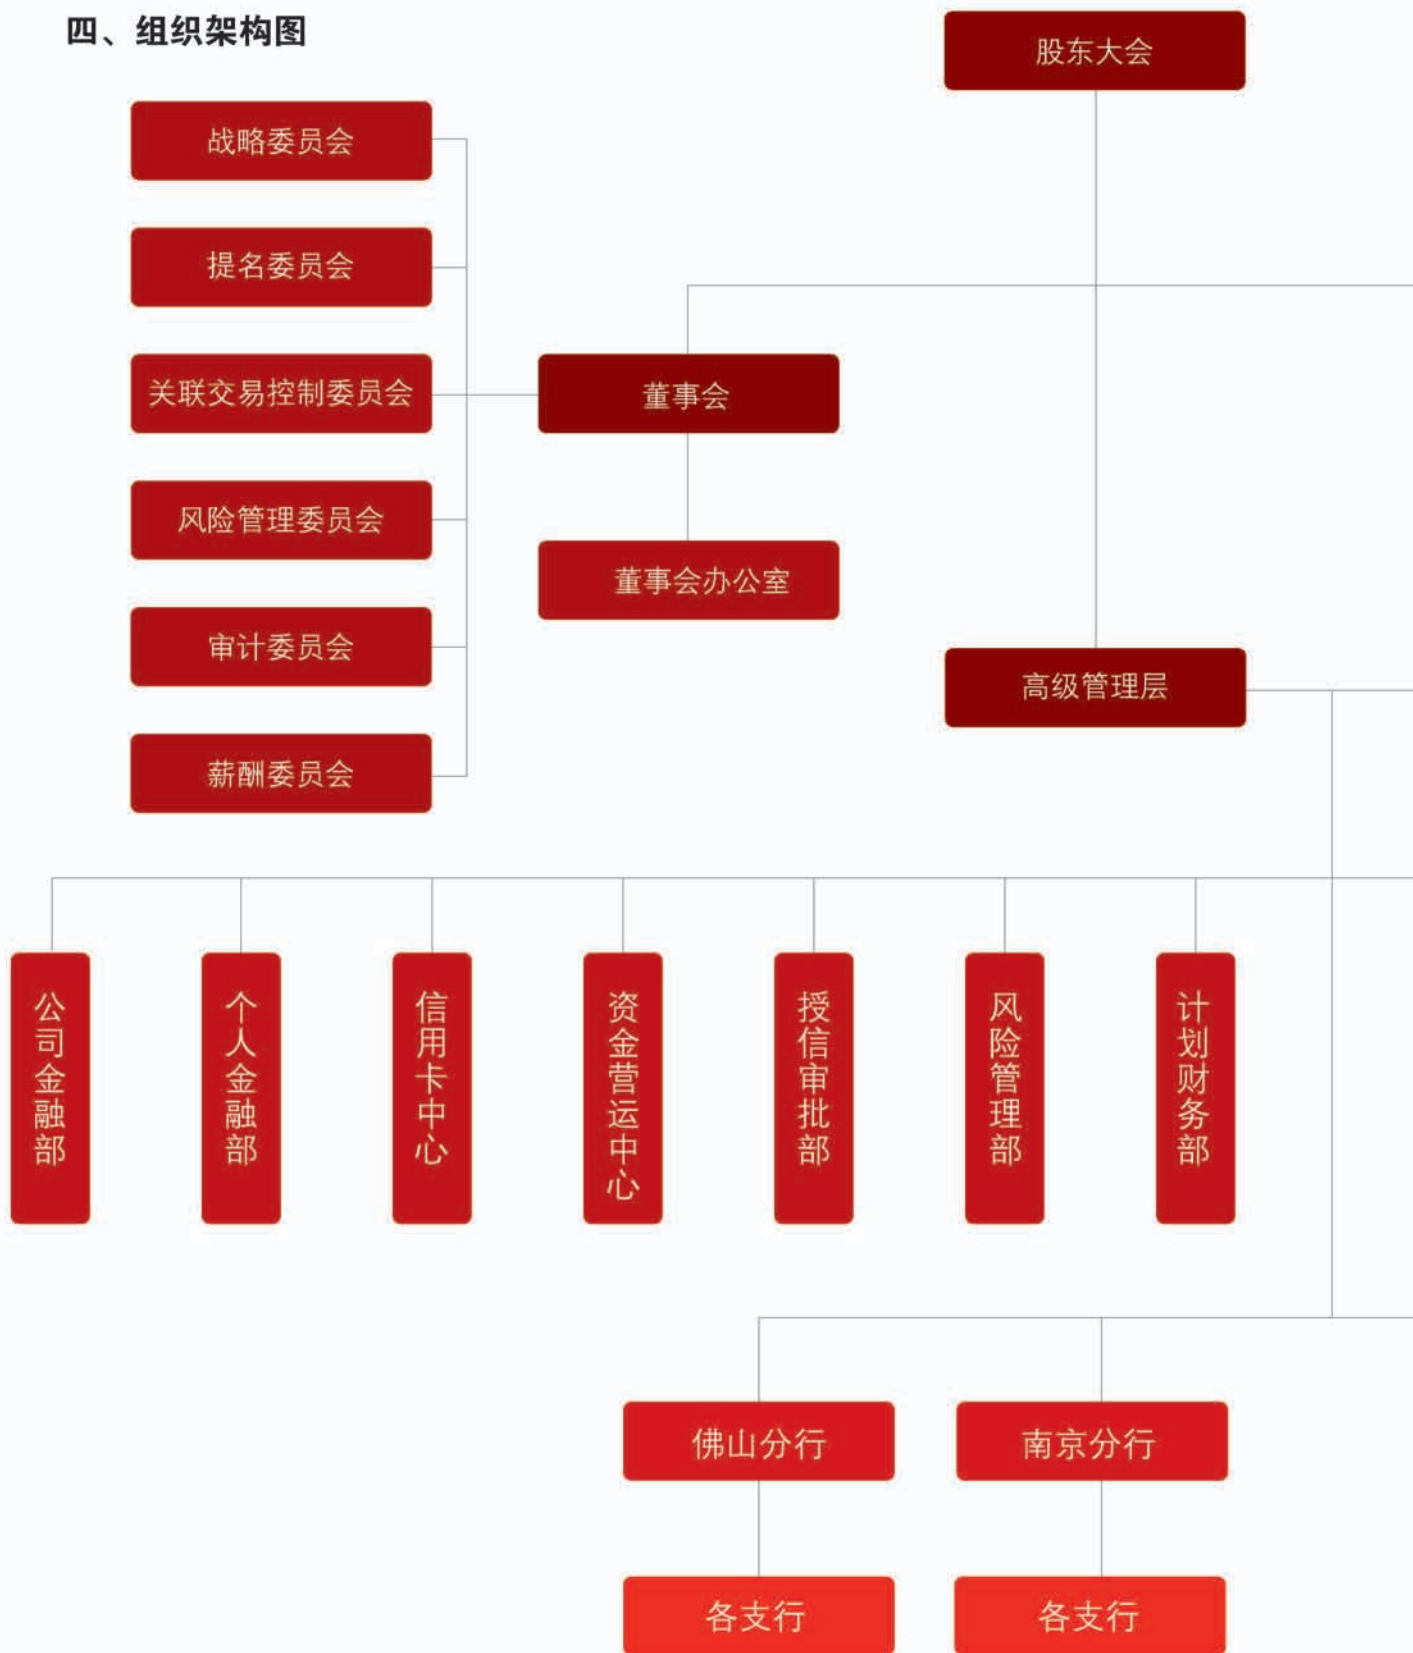 四、组织架构图
股东大会
战略委员会
提名委员会
关联交易控制委员会
董事会
风险管理委员会
董事会办公室
审计委员会
高级管理层
薪酬委员会
公司金融部
个人金融部
信用卡中心
资金营运中心
授信审批部
风险管理部
计划财务部
佛山分行
南京分行
各支行
各支行